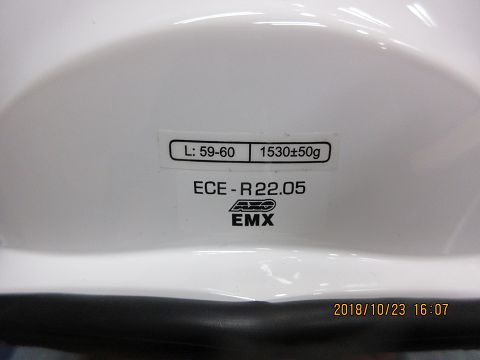 L: 59-60 1530±50g
ECE-R22.05
AXO
EMX
2018/10/23 16:07